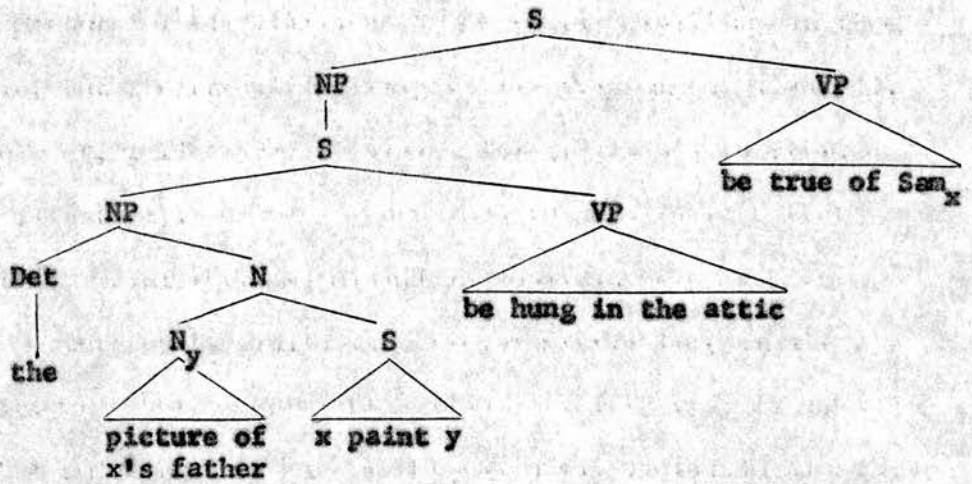 S
NP VP
S
be true of Sam_x
NP VP
Det N
be hung in the attic
N_y S
the
picture of x paint y
x's father